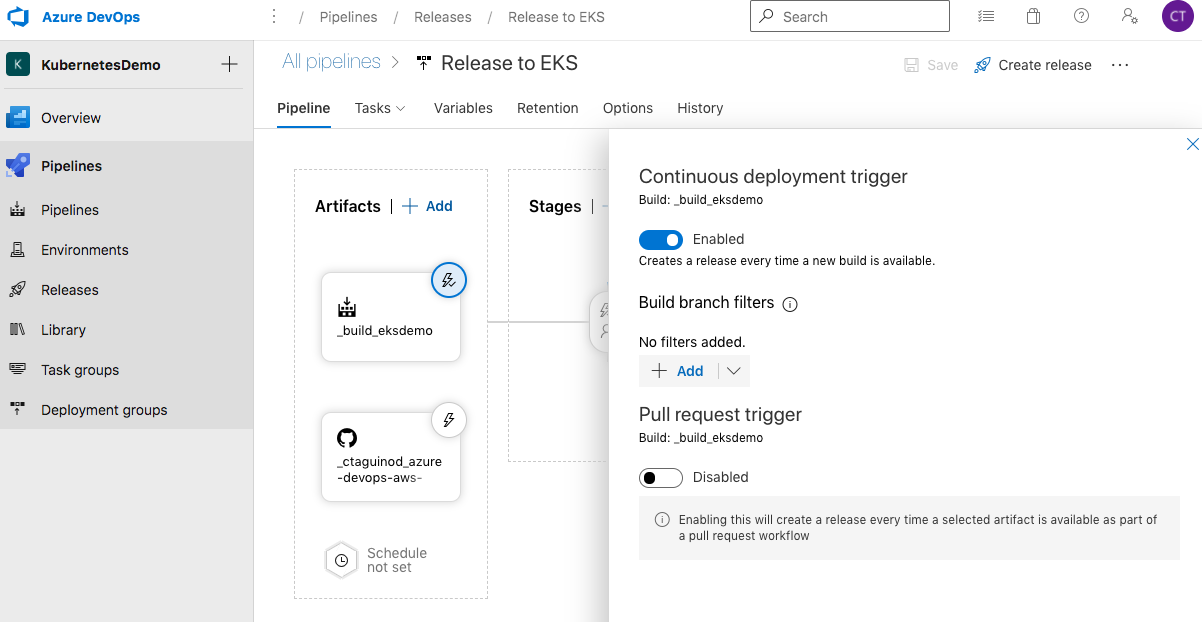 Azure DevOps
/ Pipelines / Releases / Release to EKS
Search
CT
K KubernetesDemo
Overview
Pipelines
Pipelines
Environments
Releases
Library
Task groups
Deployment groups
All pipelines > Release to EKS
Save
Create release
Pipeline Tasks Variables Retention Options History
Artifacts | + Add
_build_eksdemo
_ctaguinod_azure
-devops-aws-
Schedule
not set
Stages |
Continuous deployment trigger
Build: _build_eksdemo
Enabled
Creates a release every time a new build is available.
Build branch filters
No filters added.
+ Add
Pull request trigger
Build: _build_eksdemo
Disabled
Enabling this will create a release every time a selected artifact is available as part of
a pull request workflow